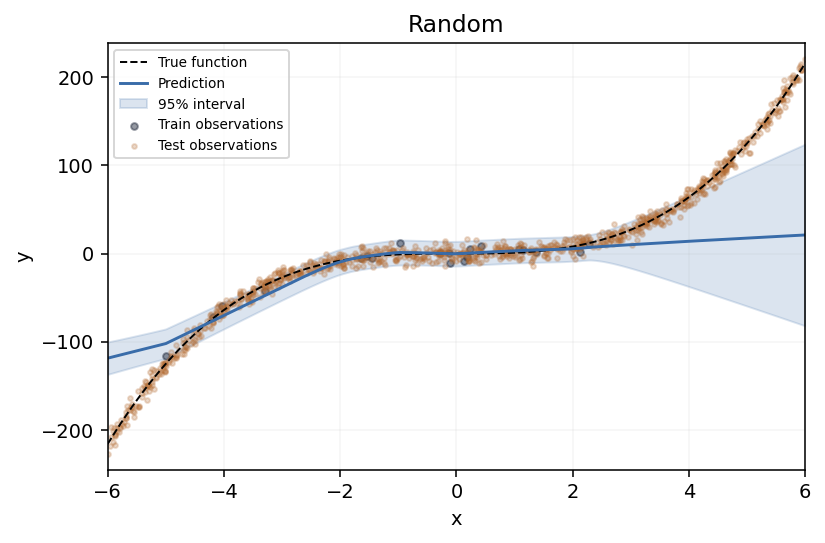 Random
True function
Prediction
95% interval
Train observations
Test observations
y
200
100
0
−100
−200
−6 −4 −2 0 2 4 6
x